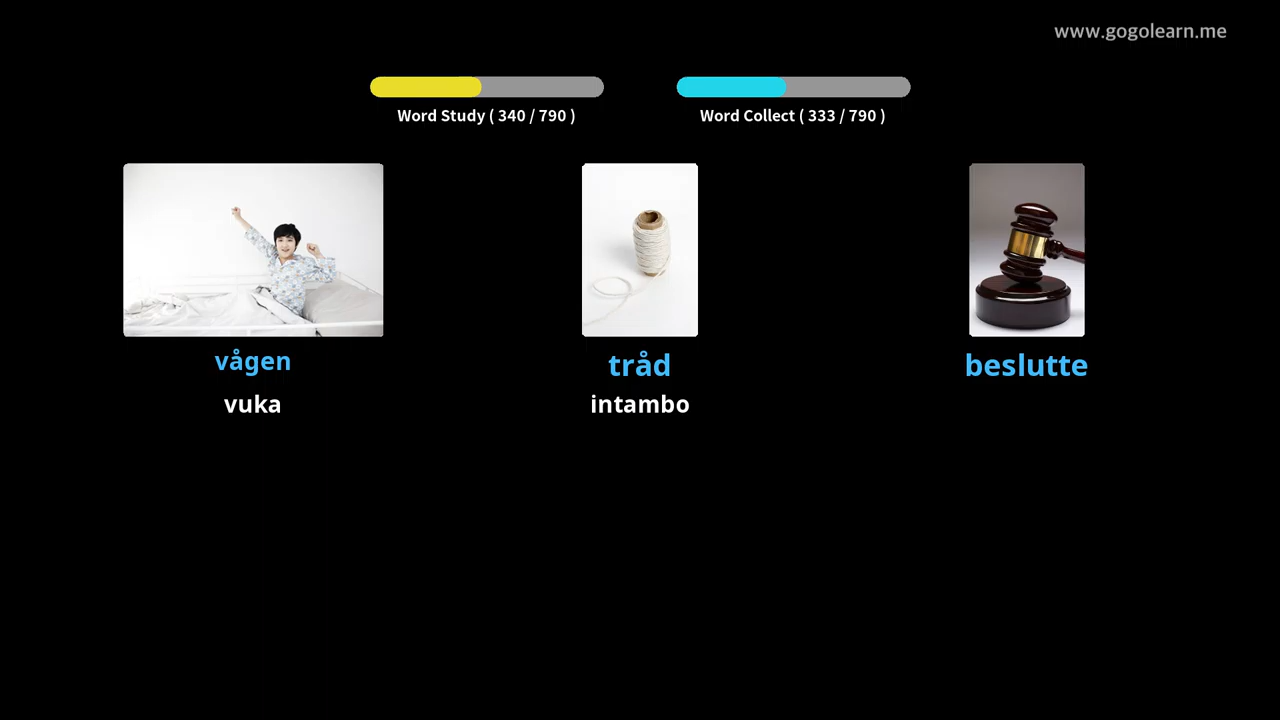 www.gogolearn.me
Word Study ( 340 / 790 )
Word Collect ( 333 / 790 )
vågen
tråd
beslutte
vuka
intambo